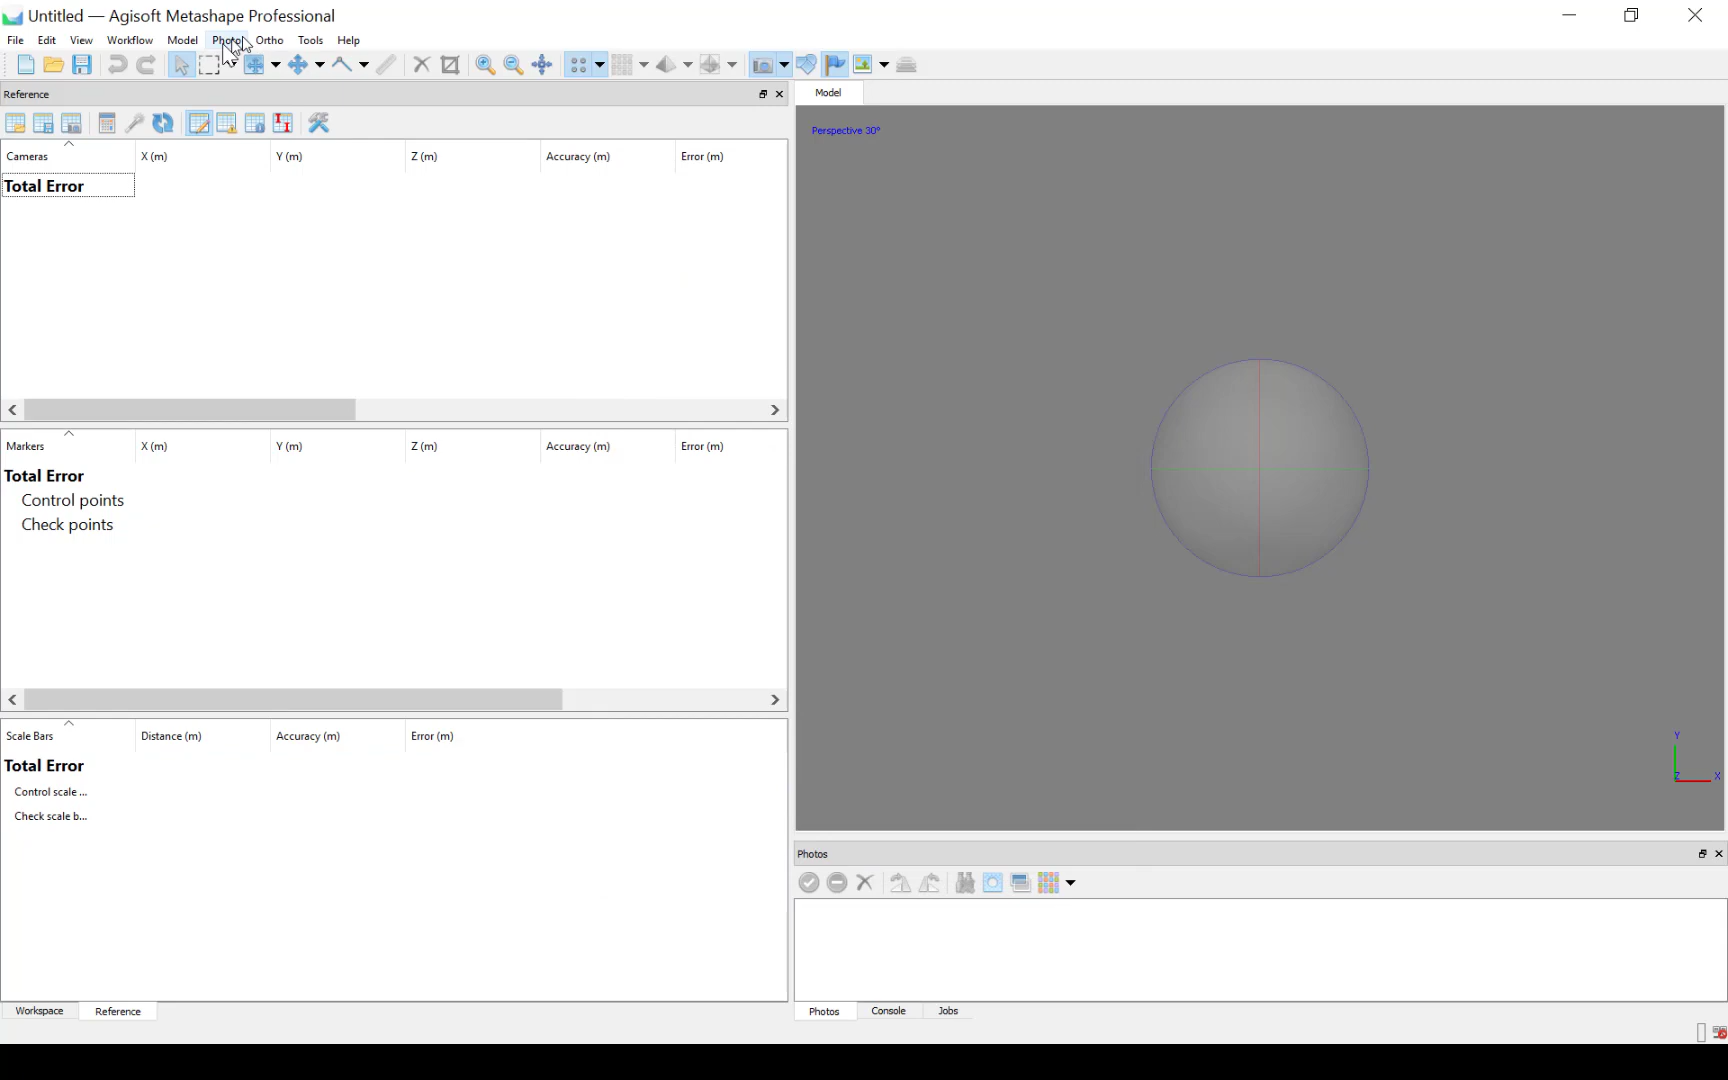 Untitled — Agisoft Metashape Professional
File Edit View Workflow Model Photo Ortho Tools Help
Reference
Cameras X (m) Y (m) Z (m) Accuracy (m) Error (m)
Total Error
Markers X (m) Y (m) Z (m) Accuracy (m) Error (m)
Total Error
Control points
Check points
Scale Bars Distance (m) Accuracy (m) Error (m)
Total Error
Control scale ...
Check scale b...
Workspace Reference
Model
Perspective 30°
Y
Z X
Photos
Photos Console Jobs